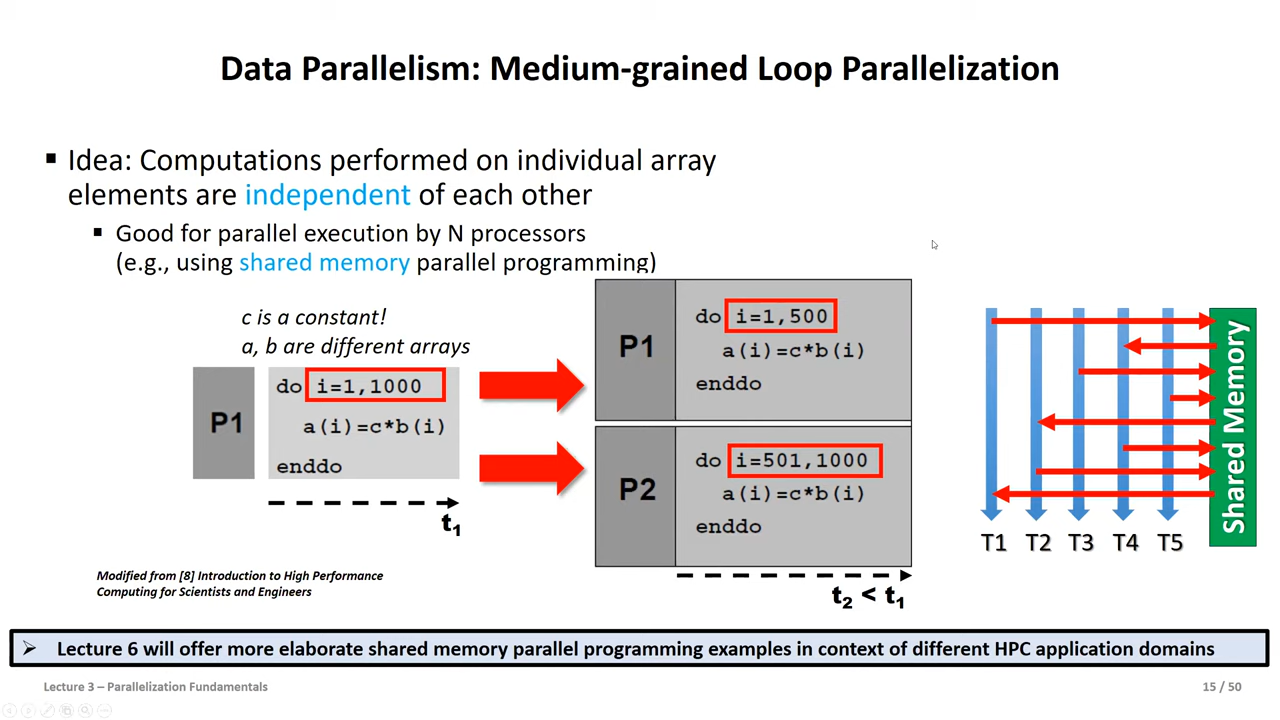 Data Parallelism: Medium-grained Loop Parallelization
▪ Idea: Computations performed on individual array
elements are independent of each other
▪ Good for parallel execution by N processors
(e.g., using shared memory parallel programming)
c is a constant!
a, b are different arrays
P1
do i=1,1000
a(i)=c*b(i)
enddo
t1
P1
do i=1,500
a(i)=c*b(i)
enddo
P2
do i=501,1000
a(i)=c*b(i)
enddo
t2 < t1
Shared Memory
T1 T2 T3 T4 T5
Modified from [8] Introduction to High Performance
Computing for Scientists and Engineers
➢ Lecture 6 will offer more elaborate shared memory parallel programming examples in context of different HPC application domains
Lecture 3 – Parallelization Fundamentals
15 / 50